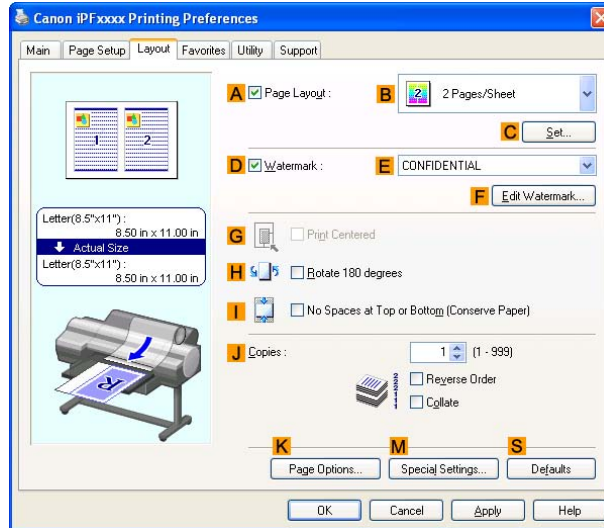 Canon iPFxxxx Printing Preferences
Main Page Setup Layout Favorites Utility Support
A Page Layout : B 2 2 Pages/Sheet
1 2
C Set...
D Watermark : E CONFIDENTIAL
F Edit Watermark...
Letter(8.5"x11") :
8.50 in x 11.00 in
Actual Size
Letter(8.5"x11") :
8.50 in x 11.00 in
G Print Centered
H Rotate 180 degrees
I No Spaces at Top or Bottom (Conserve Paper)
J Copies : 1 (1 - 999)
Reverse Order
Collate
R
K M S
Page Options... Special Settings... Defaults
OK Cancel Apply Help